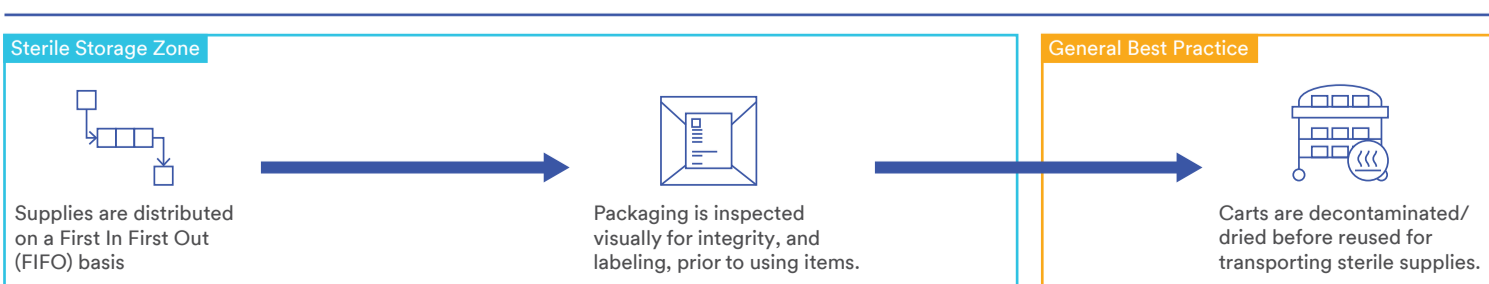 Sterile Storage Zone
General Best Practice
Supplies are distributed
on a First In First Out
(FIFO) basis
Packaging is inspected
visually for integrity, and
labeling, prior to using items.
Carts are decontaminated/
dried before reused for
transporting sterile supplies.